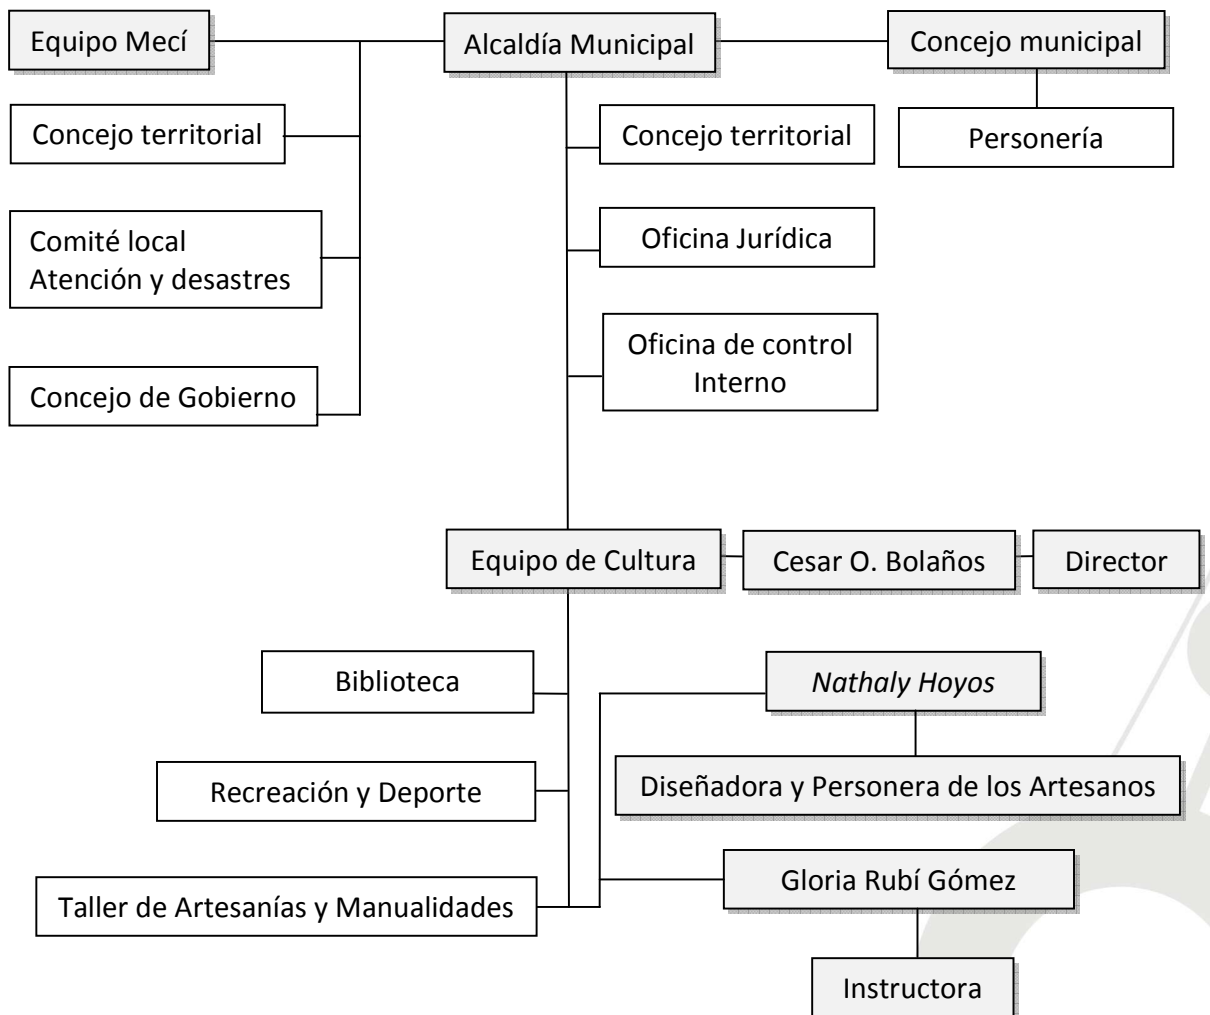 Equipo Mecí
Alcaldía Municipal
Concejo municipal
Concejo territorial
Concejo territorial
Personería
Comité local
Atención y desastres
Oficina Jurídica
Oficina de control
Interno
Concejo de Gobierno
Equipo de Cultura
Cesar O. Bolaños
Director
Biblioteca
Nathaly Hoyos
Recreación y Deporte
Diseñadora y Personera de los Artesanos
Taller de Artesanías y Manualidades
Gloria Rubí Gómez
Instructora